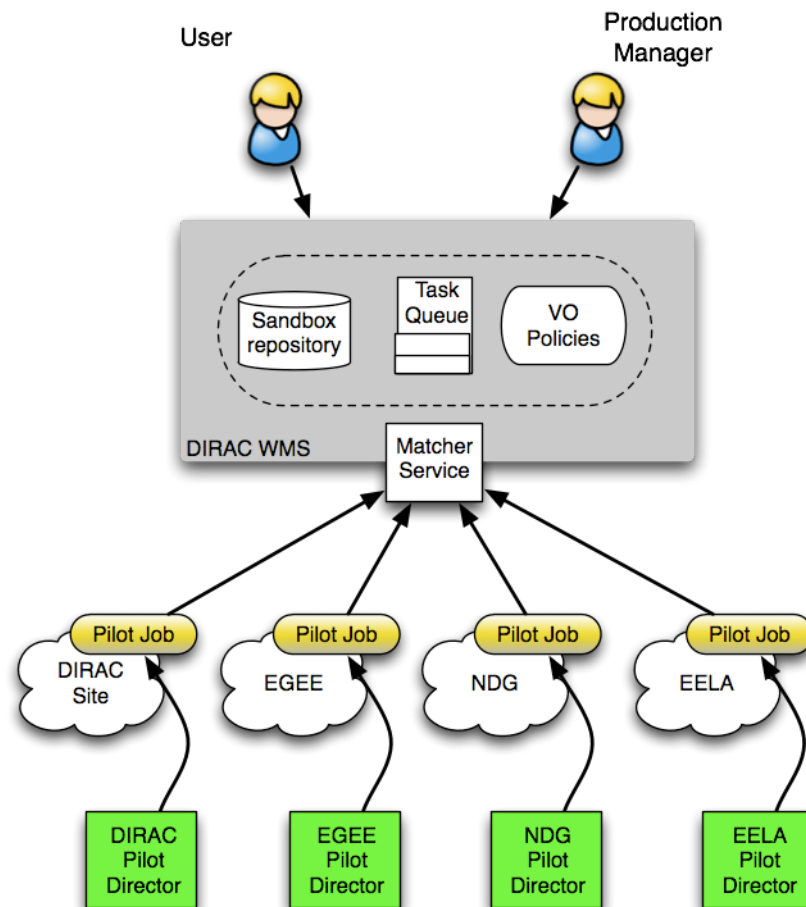 User
Production
Manager
Sandbox
repository
Task
Queue
VO
Policies
DIRAC WMS
Matcher
Service
Pilot Job
Pilot Job
Pilot Job
Pilot Job
DIRAC
Site
EGEE
NDG
EELA
DIRAC
Pilot
Director
EGEE
Pilot
Director
NDG
Pilot
Director
EELA
Pilot
Director